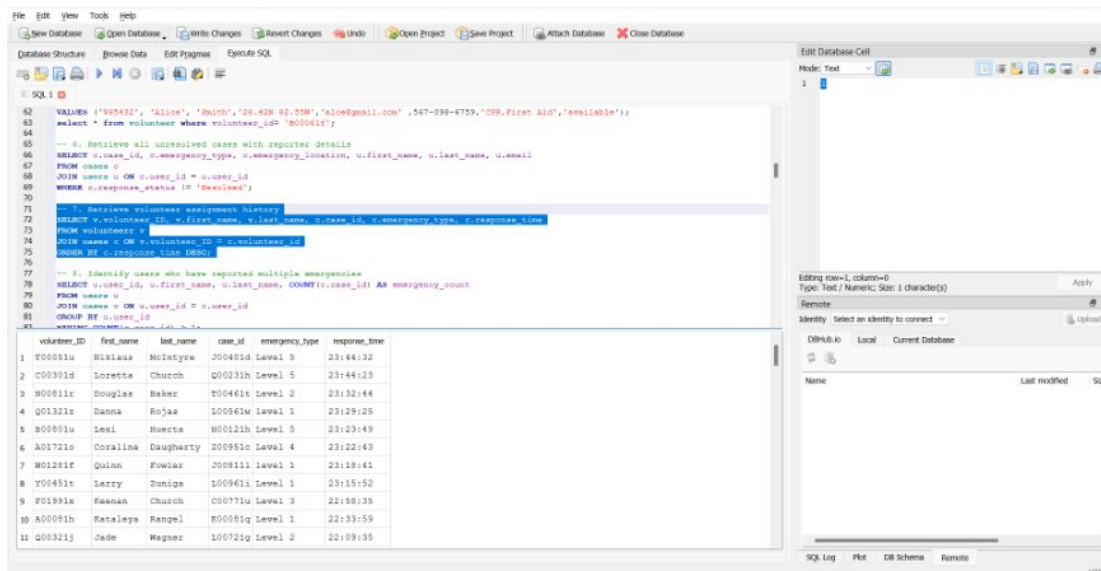 File Edit View Tools Help
New Database Open Database Write Changes Revert Changes Undo Open Project Save Project Attach Database Close Database
Database Structure Browse Data Edit Pragmas Execute SQL
SQL 1
62 VALUES ('V65432', 'Alice', 'Smith','28.42N 82.55W','alce@gmail.com' ,567-098-6759,'CPR,First Aid','available');
63 select * from volunteer where volunteer_id= 'B00061f';
64
65 -- 6. Retrieve all unresolved cases with reporter details
66 SELECT c.case_id, c.emergency_type, c.emergency_location, u.first_name, u.last_name, u.email
67 FROM cases c
68 JOIN users u ON c.user_id = u.user_id
69 WHERE c.response_status != 'Resolved';
70
71 -- 7. Retrieve volunteer assignment history
72 SELECT v.volunteer_ID, v.first_name, v.last_name, c.case_id, c.emergency_type, c.response_time
73 FROM volunteerr v
74 JOIN cases c ON v.volunteer_ID = c.volunteer_id
75 ORDER BY c.response_time DESC;
76
77 -- 8. Identify users who have reported multiple emergencies
78 SELECT u.user_id, u.first_name, u.last_name, COUNT(c.case_id) AS emergency_count
79 FROM users u
80 JOIN cases c ON u.user_id = c.user_id
81 GROUP BY u.user_id
82 HAVING COUNT(c.case_id) > 1;
volunteer_ID first_name last_name case_id emergency_type response_time
1 T00051u Niklaus McIntyre J00401d Level 5 23:44:32
2 C00301d Loretta Church Q00231h Level 5 23:44:23
3 N00811r Douglas Baker T00461t Level 2 23:32:44
4 Q01321z Danna Rojas L00561w Level 1 23:29:25
5 B00801u Lexi Huerta H00121h Level 5 23:23:49
6 A01721o Coraline Daugherty Z00951c Level 4 23:22:43
7 W01281f Quinn Fowler J00811l Level 1 23:18:41
8 Y00451t Larry Zuniga L00961i Level 1 23:15:52
9 F01991x Keenan Church C00771u Level 3 22:58:35
10 A00081h Kataleya Rangel K00081q Level 1 22:33:59
11 Q00321j Jade Wagner L00721g Level 2 22:09:35
Edit Database Cell
Mode: Text
1 1
Editing row=1, column=0
Type: Text / Numeric; Size: 1 character(s)
Apply
Remote
Identity Select an identity to connect
Upload
DBHub.io Local Current Database
Name Last modified
SQL Log Plot DB Schema Remote